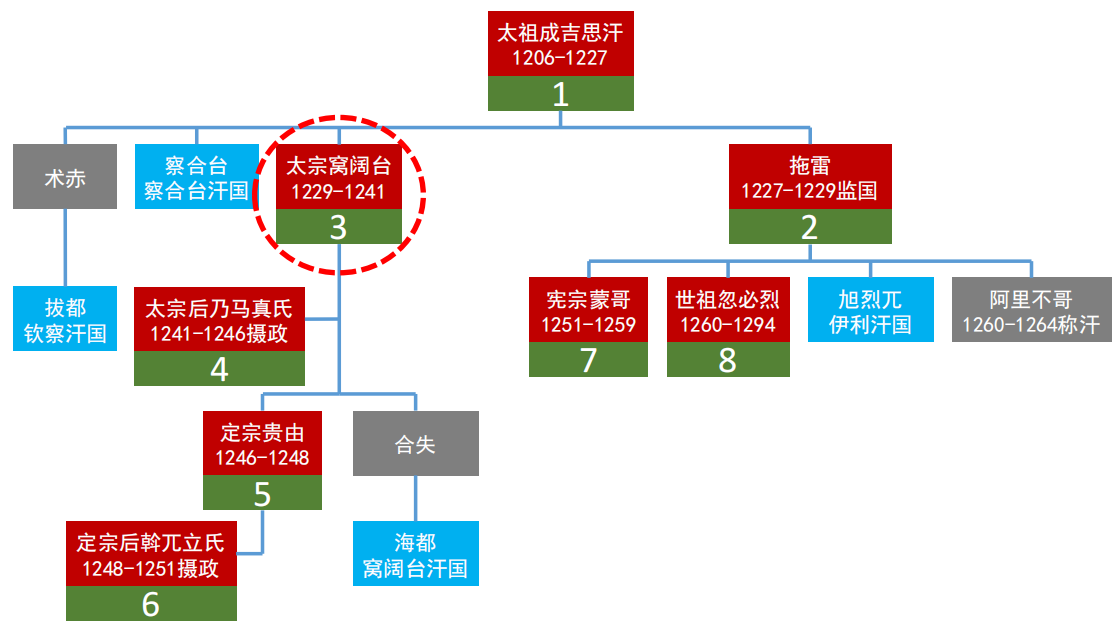 太祖成吉思汗
1206-1227
1
术赤
察合台
察合台汗国
太宗窝阔台
1229-1241
3
拖雷
1227-1229监国
2
拔都
钦察汗国
太宗后乃马真氏
1241-1246摄政
4
宪宗蒙哥
1251-1259
7
世祖忽必烈
1260-1294
8
旭烈兀
伊利汗国
阿里不哥
1260-1264称汗
定宗贵由
1246-1248
5
合失
定宗后斡兀立氏
1248-1251摄政
6
海都
窝阔台汗国